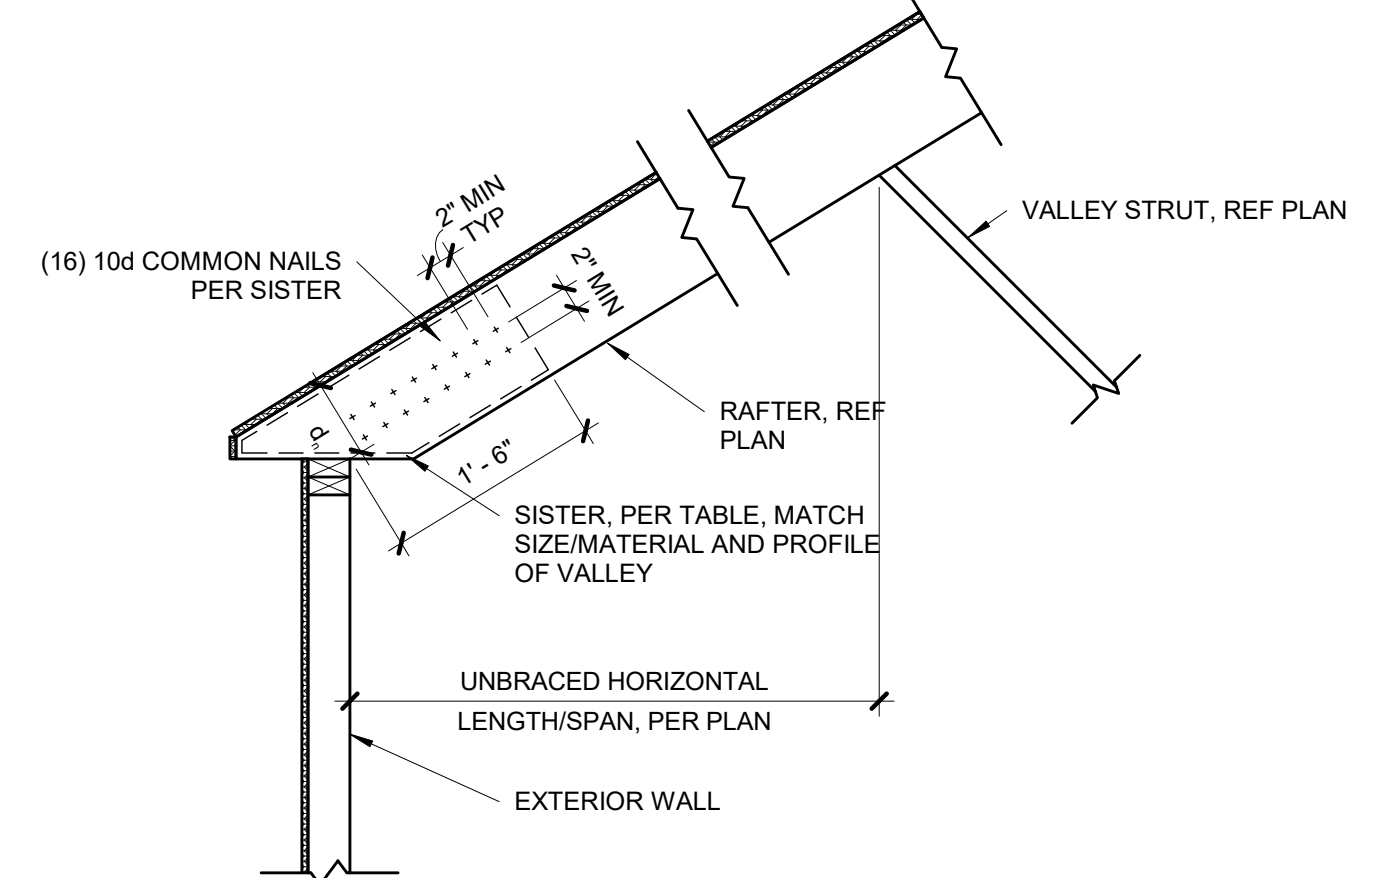 2" MIN
TYP
(16) 10d COMMON NAILS
PER SISTER
2" MIN
VALLEY STRUT, REF PLAN
RAFTER, REF
PLAN
dn
1' - 6"
SISTER, PER TABLE, MATCH
SIZE/MATERIAL AND PROFILE
OF VALLEY
UNBRACED HORIZONTAL
LENGTH/SPAN, PER PLAN
EXTERIOR WALL